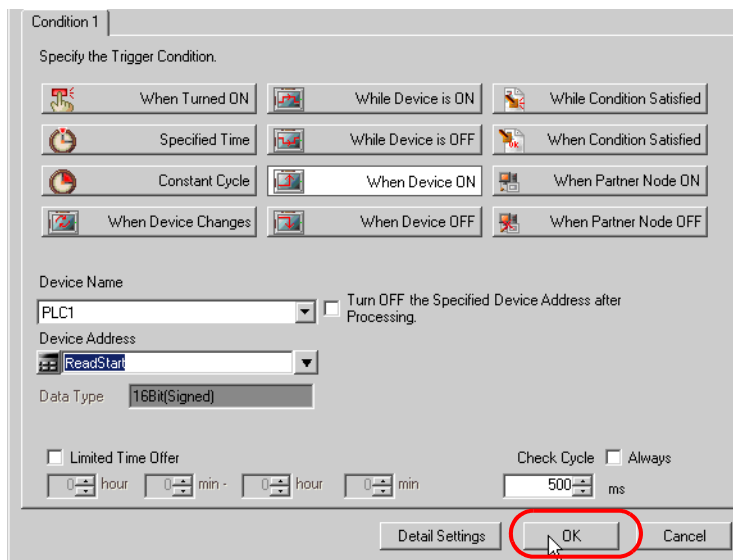 Condition 1
Specify the Trigger Condition.
When Turned ON While Device is ON While Condition Satisfied
Specified Time While Device is OFF When Condition Satisfied
Constant Cycle When Device ON When Partner Node ON
When Device Changes When Device OFF When Partner Node OFF
Device Name
PLC1
Turn OFF the Specified Device Address after
Processing.
Device Address
ReadStart
Data Type 16Bit(Signed)
Limited Time Offer Check Cycle Always
0 hour 0 min - 0 hour 0 min 500 ms
Detail Settings OK Cancel